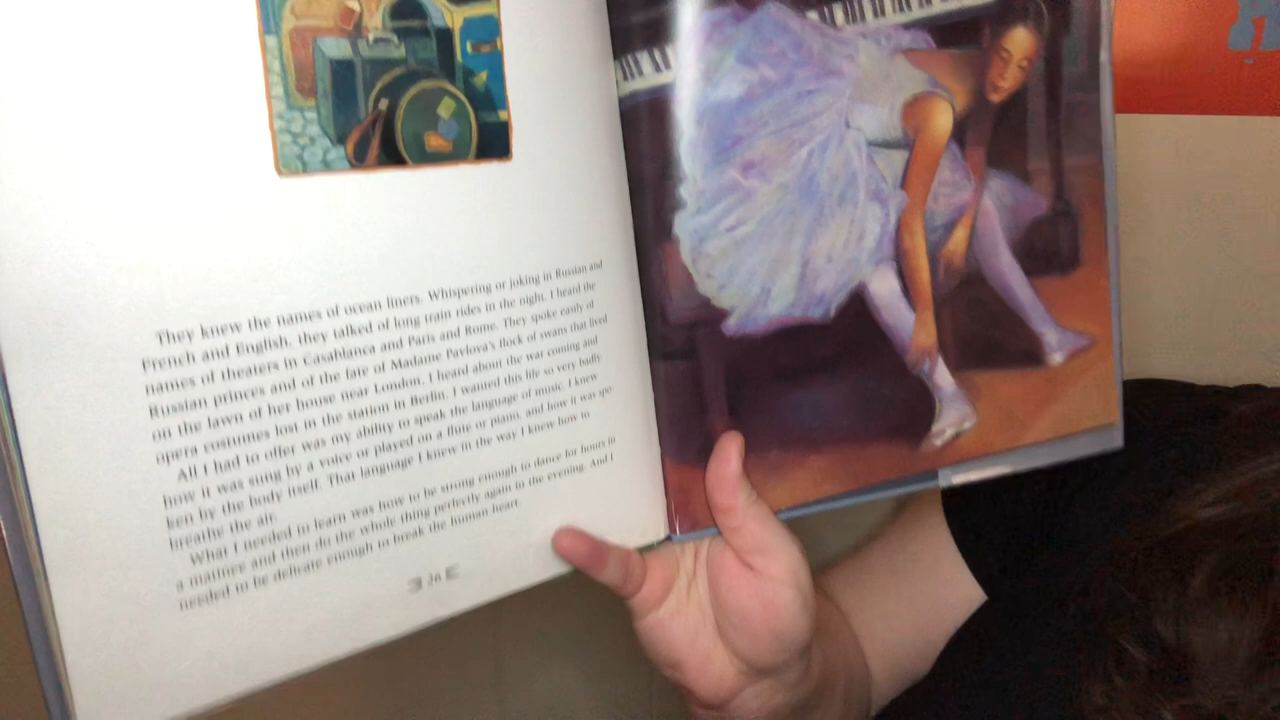 They knew the names of ocean liners. Whispering or joking in Russian and
French and English, they talked of long train rides in the night. I heard the
names of theaters in Casablanca and Paris and Rome. They spoke easily of
Russian princes and of the fate of Madame Pavlova's flock of swans that lived
on the lawn of her house near London. I heard about the war coming and
opera costumes lost in the station in Berlin. I wanted this life so very badly.
All I had to offer was my ability to speak the language of music. I knew
how it was sung by a voice or played on a flute or piano, and how it was spo
ken by the body itself. That language I knew in the way I knew how to
breathe the air.
What I needed to learn was how to be strong enough to dance for hours in
a matinee and then do the whole thing perfectly again in the evening. And I
needed to be delicate enough to break the human heart.
26